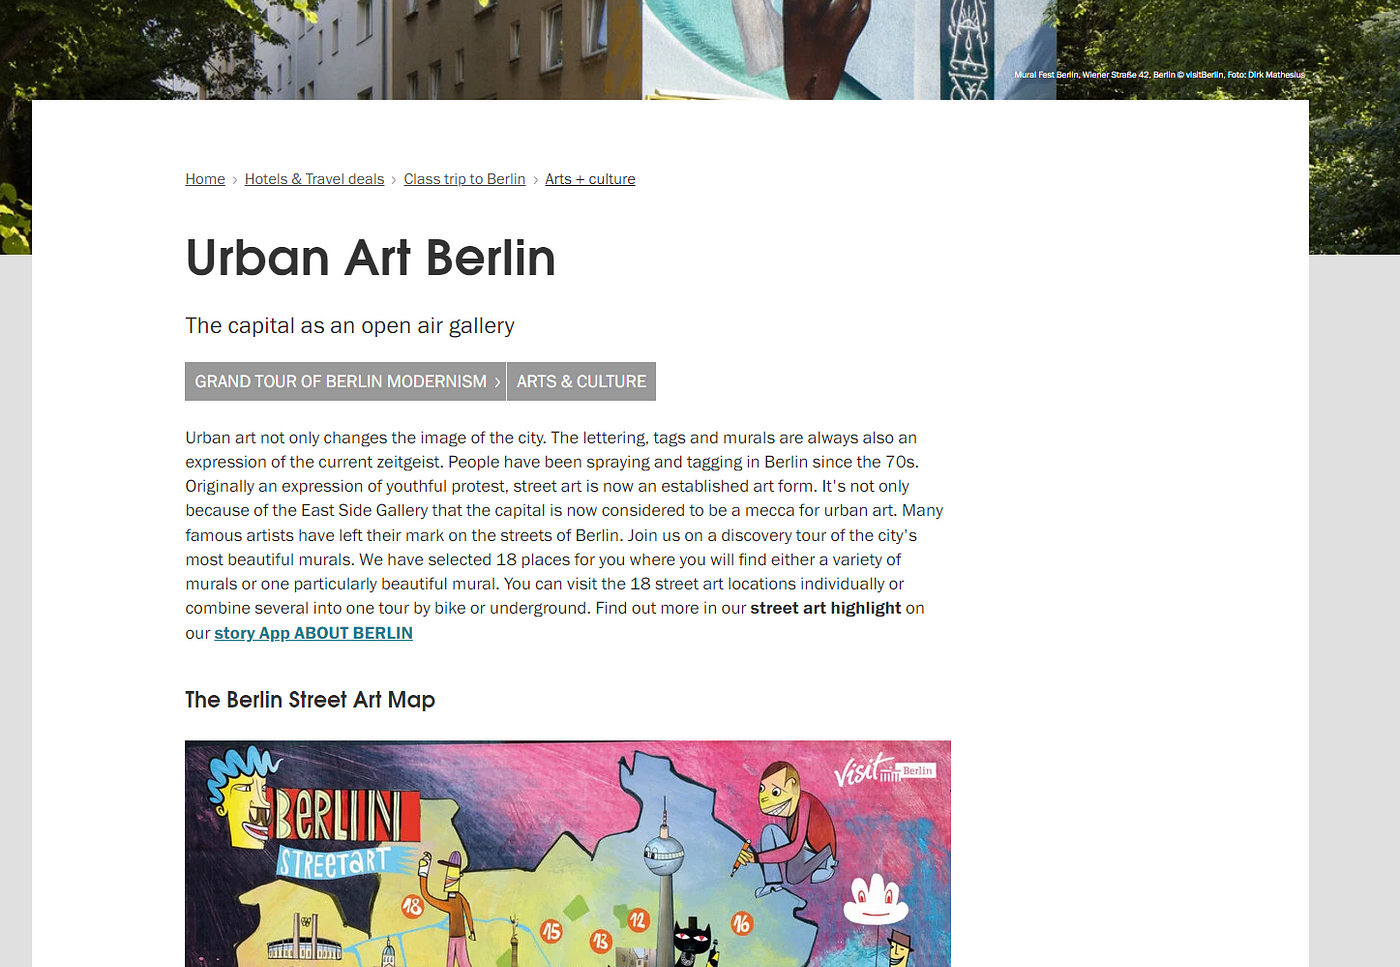 Mural Fest Berlin, Wiener Straße 42, Berlin © visitBerlin, Foto: Dirk Mathesius
Home › Hotels & Travel deals › Class trip to Berlin › Arts + culture
Urban Art Berlin
The capital as an open air gallery
GRAND TOUR OF BERLIN MODERNISM › ARTS & CULTURE
Urban art not only changes the image of the city. The lettering, tags and murals are always also an
expression of the current zeitgeist. People have been spraying and tagging in Berlin since the 70s.
Originally an expression of youthful protest, street art is now an established art form. It's not only
because of the East Side Gallery that the capital is now considered to be a mecca for urban art. Many
famous artists have left their mark on the streets of Berlin. Join us on a discovery tour of the city's
most beautiful murals. We have selected 18 places for you where you will find either a variety of
murals or one particularly beautiful mural. You can visit the 18 street art locations individually or
combine several into one tour by bike or underground. Find out more in our street art highlight on
our story App ABOUT BERLIN
The Berlin Street Art Map
Visit Berlin
BERLIN
STREETART
18
15
13
12
16